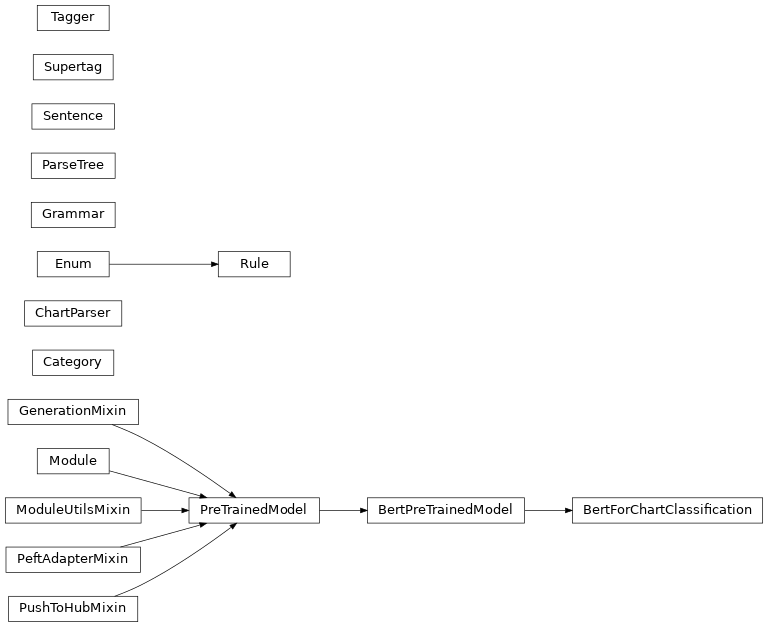 Tagger
Supertag
Sentence
ParseTree
Grammar
Enum
Rule
ChartParser
Category
GenerationMixin
Module
ModuleUtilsMixin
PreTrainedModel
BertPreTrainedModel
BertForChartClassification
PeftAdapterMixin
PushToHubMixin